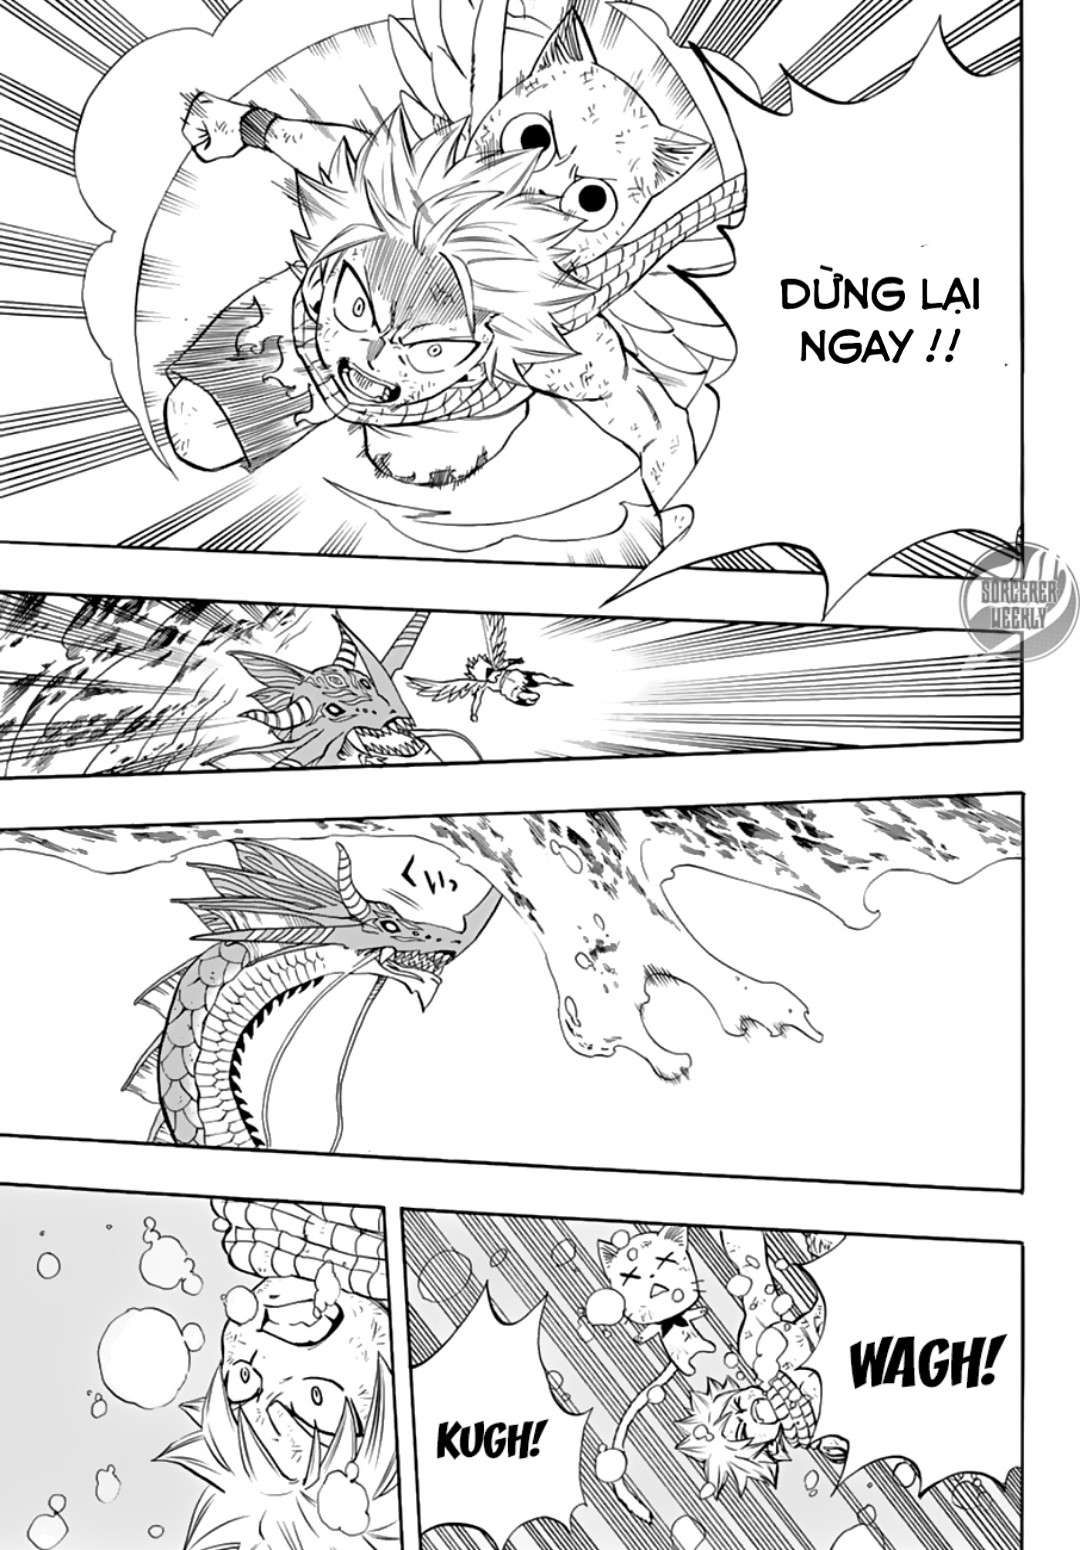 DỪNG LẠI
NGAY !!
SORCERER
WEEKLY
くいっ
WAGH!
KUGH!